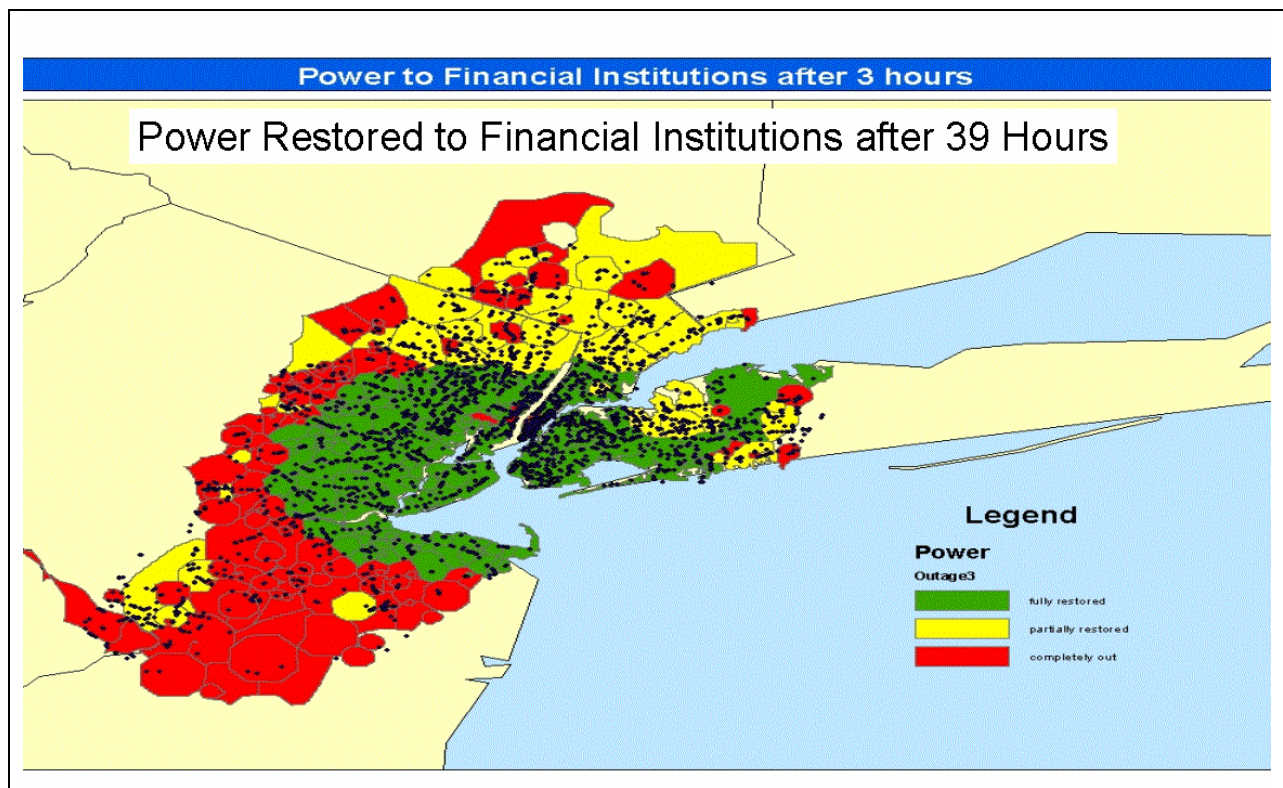 Power to Financial Institutions after 3 hours
Power Restored to Financial Institutions after 39 Hours
Legend
Power
Outage3
fully restored
partially restored
completely out